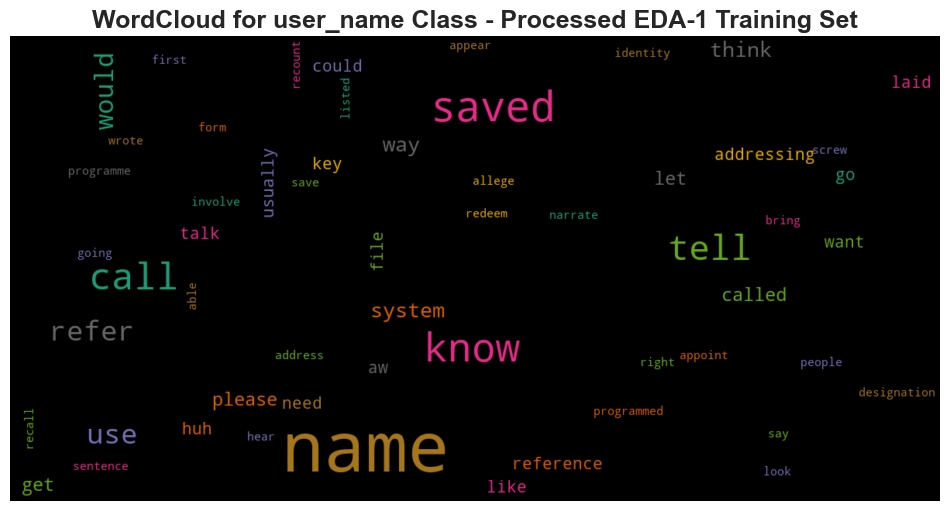 WordCloud for user_name Class - Processed EDA-1 Training Set
appear
first
would
recount
could
identity
think
listed
laid
saved
form
wrote
way
usually
key
addressing
screw
programme
save
allege
let
go
involve
redeem
narrate
bring
talk
file
tell
want
going
call
able
called
system
refer
know
address
aw
right
appoint
people
please
need
designation
programmed
recall
use
huh
hear
name
say
sentence
reference
look
get
like